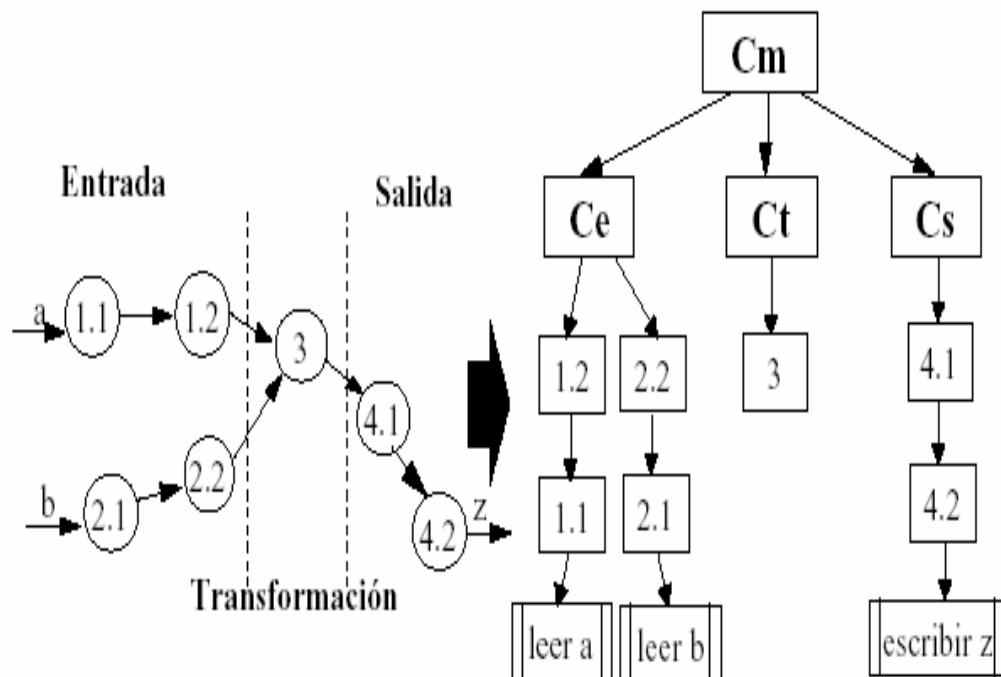 Entrada
Salida
Transformación
a
1.1
1.2
b
2.1
2.2
3
4.1
4.2
z
Cm
Ce
Ct
Cs
1.2
2.2
3
4.1
1.1
2.1
4.2
leer a
leer b
escribir z